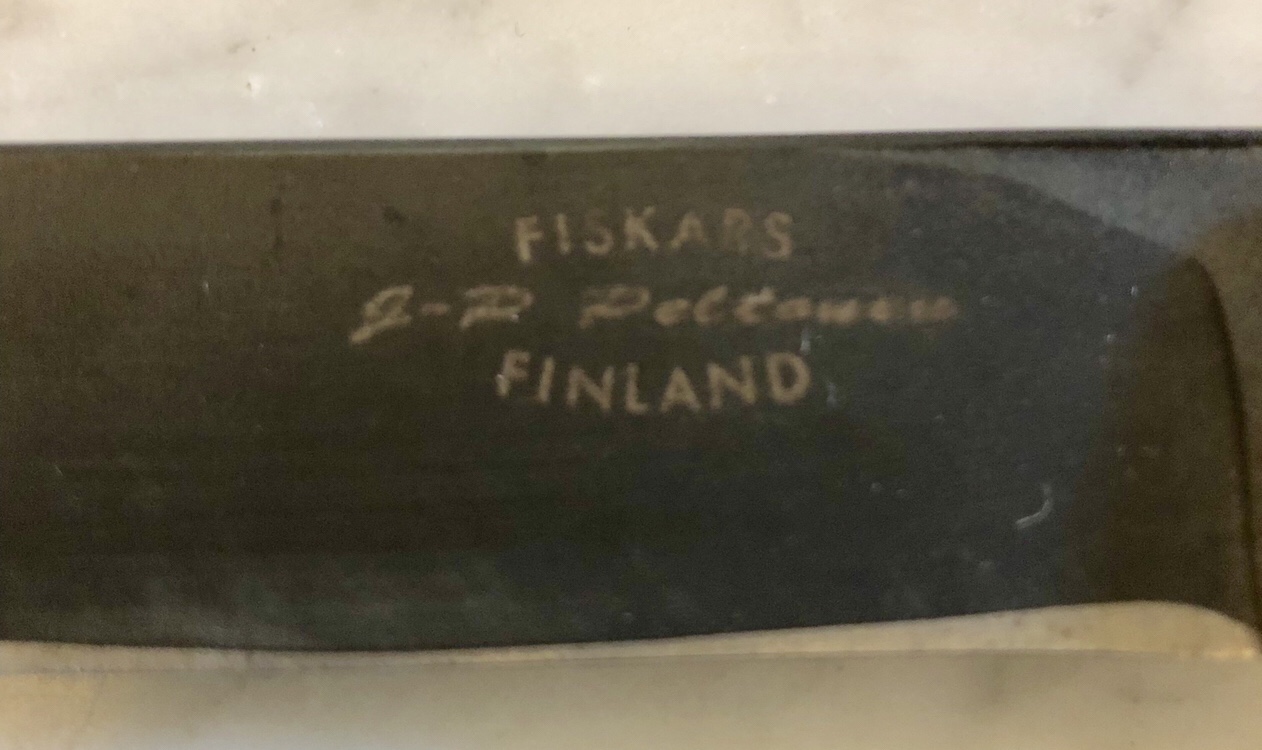 FISKARS
J-P Peltonen
FINLAND